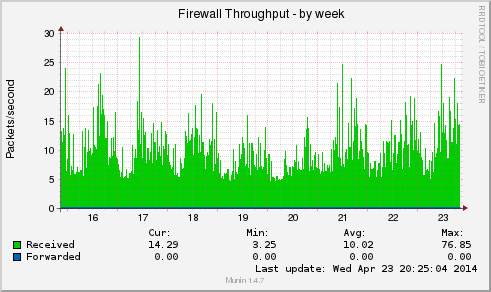 Firewall Throughput - by week
RRDTOOL / TOBI OETIKER
Packets/second
30
25
20
15
10
5
0
16 17 18 19 20 21 22 23
Cur: Min: Avg: Max:
Received 14.29 3.25 10.02 76.85
Forwarded 0.00 0.00 0.00 0.00
Last update: Wed Apr 23 20:25:04 2014
Munin 1.4.7